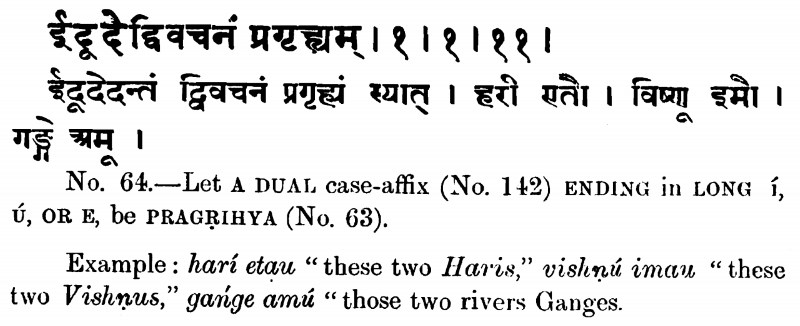 ईदूदेद्विवचनं प्रगृह्यम् । १ । १ । ११ ।
ईदूदेदन्तं द्विवचनं प्रगृह्यं स्यात् । हरी एतौ । विष्णू इमौ ।
गङ्गे अमू ।
No. 64.—Let A DUAL case-affix (No. 142) ENDING in LONG í,
ú, OR E, be PRAGṚIHYA (No. 63).
Example : harí etau “these two Haris,” vishṇú imau “these
two Vishṇus,” gańge amú “those two rivers Ganges.